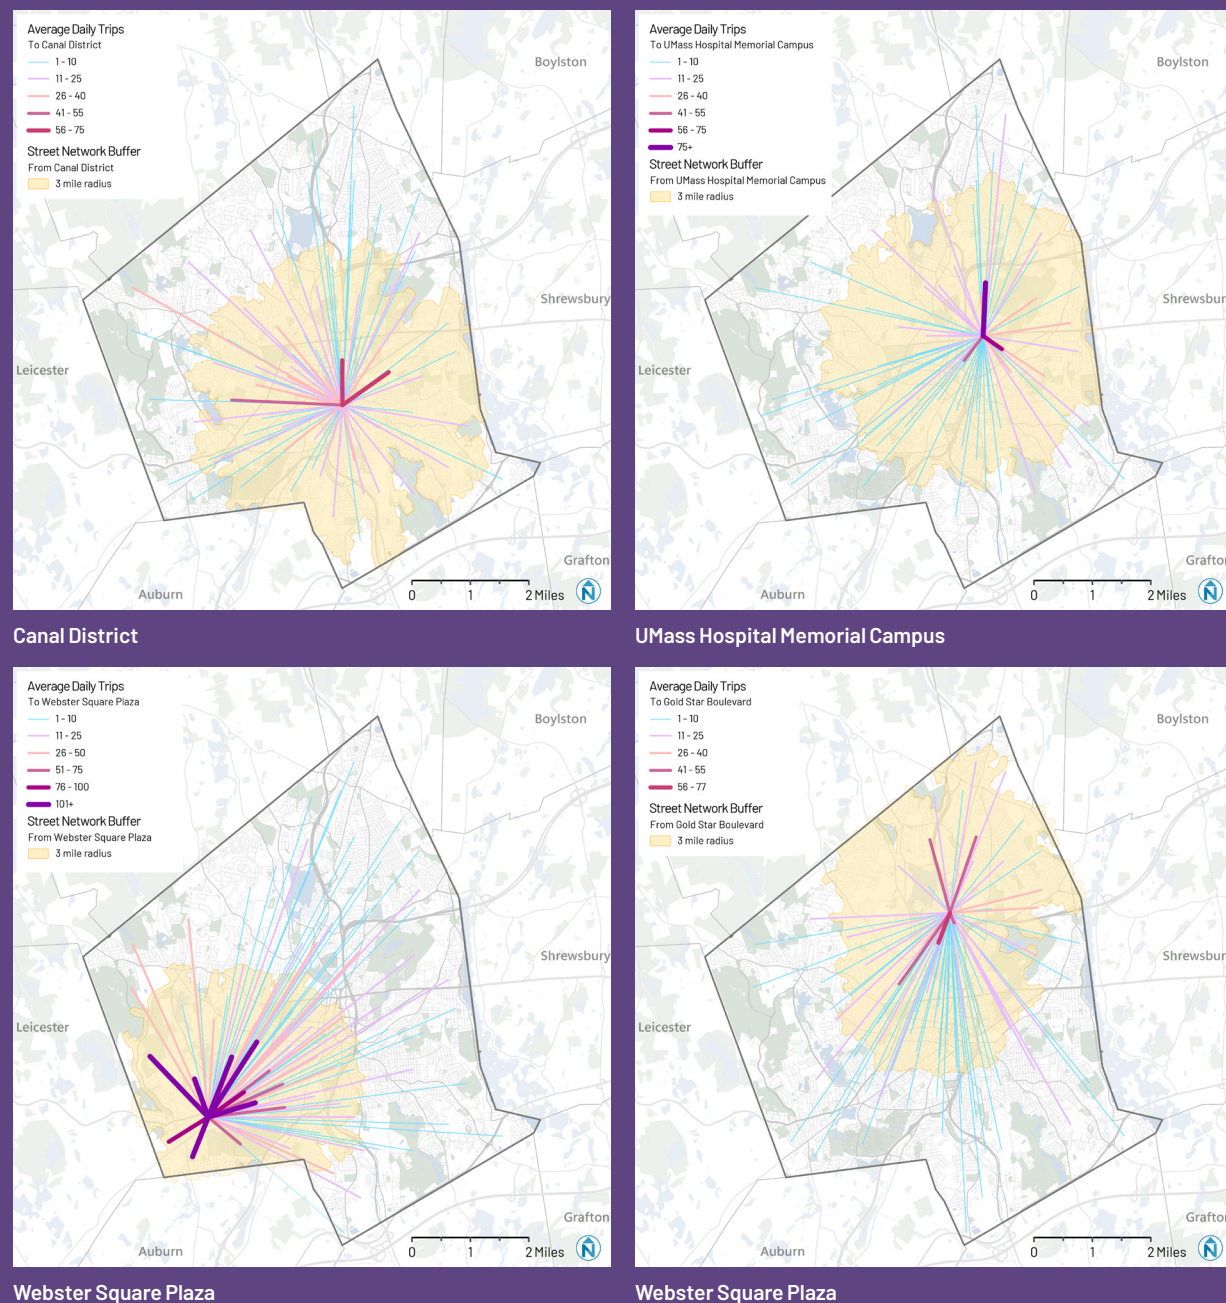 Average Daily Trips
To Canal District
1 - 10
11 - 25
26 - 40
41 - 55
56 - 75
Street Network Buffer
From Canal District
3 mile radius
Boylston
Shrewsbury
Leicester
Grafton
Auburn
0 1 2 Miles
N
Canal District
Average Daily Trips
To UMass Hospital Memorial Campus
1 - 10
11 - 25
26 - 40
41 - 55
56 - 75
75+
Street Network Buffer
From UMass Hospital Memorial Campus
3 mile radius
Boylston
Shrewsbur
Leicester
Grafto
Auburn
0 1 2 Miles
N
UMass Hospital Memorial Campus
Average Daily Trips
To Webster Square Plaza
1 - 10
11 - 25
26 - 50
51 - 75
76 - 100
101+
Street Network Buffer
From Webster Square Plaza
3 mile radius
Boylston
Shrewsbury
Leicester
Grafton
Auburn
0 1 2 Miles
N
Webster Square Plaza
Average Daily Trips
To Gold Star Boulevard
1 - 10
11 - 25
26 - 40
41 - 55
56 - 77
Street Network Buffer
From Gold Star Boulevard
3 mile radius
Boylston
Shrewsbur
Leicester
Grafto
Auburn
0 1 2 Miles
N
Webster Square Plaza